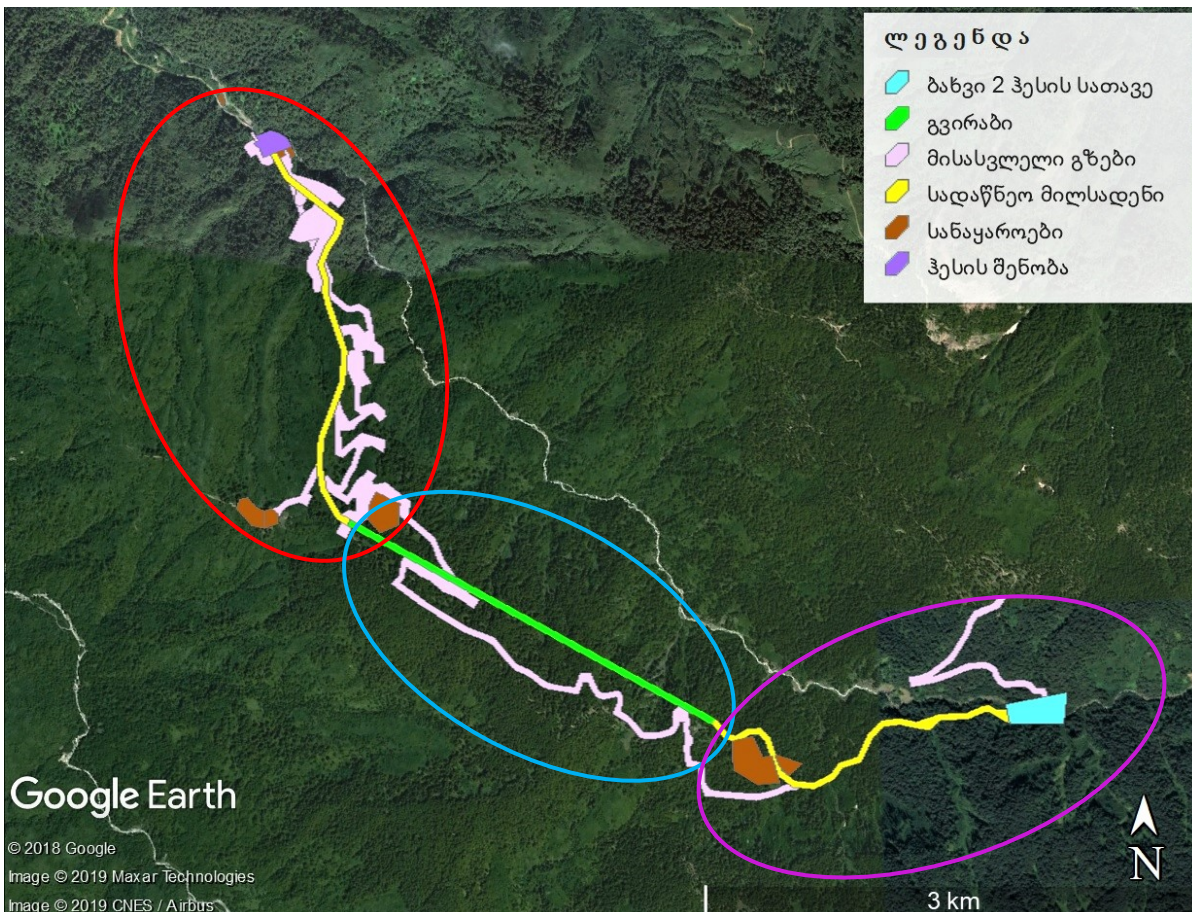 ლ ე გ ე ნ დ ა
ბახვი 2 ჰესის სათავე
გვირაბი
მისასვლელი გზები
სადაწნეო მილსადენი
სანაყაროები
ჰესის შენობა
Google Earth
© 2018 Google
Image © 2019 Maxar Technologies
Image © 2019 CNES / Airbus
N
3 km